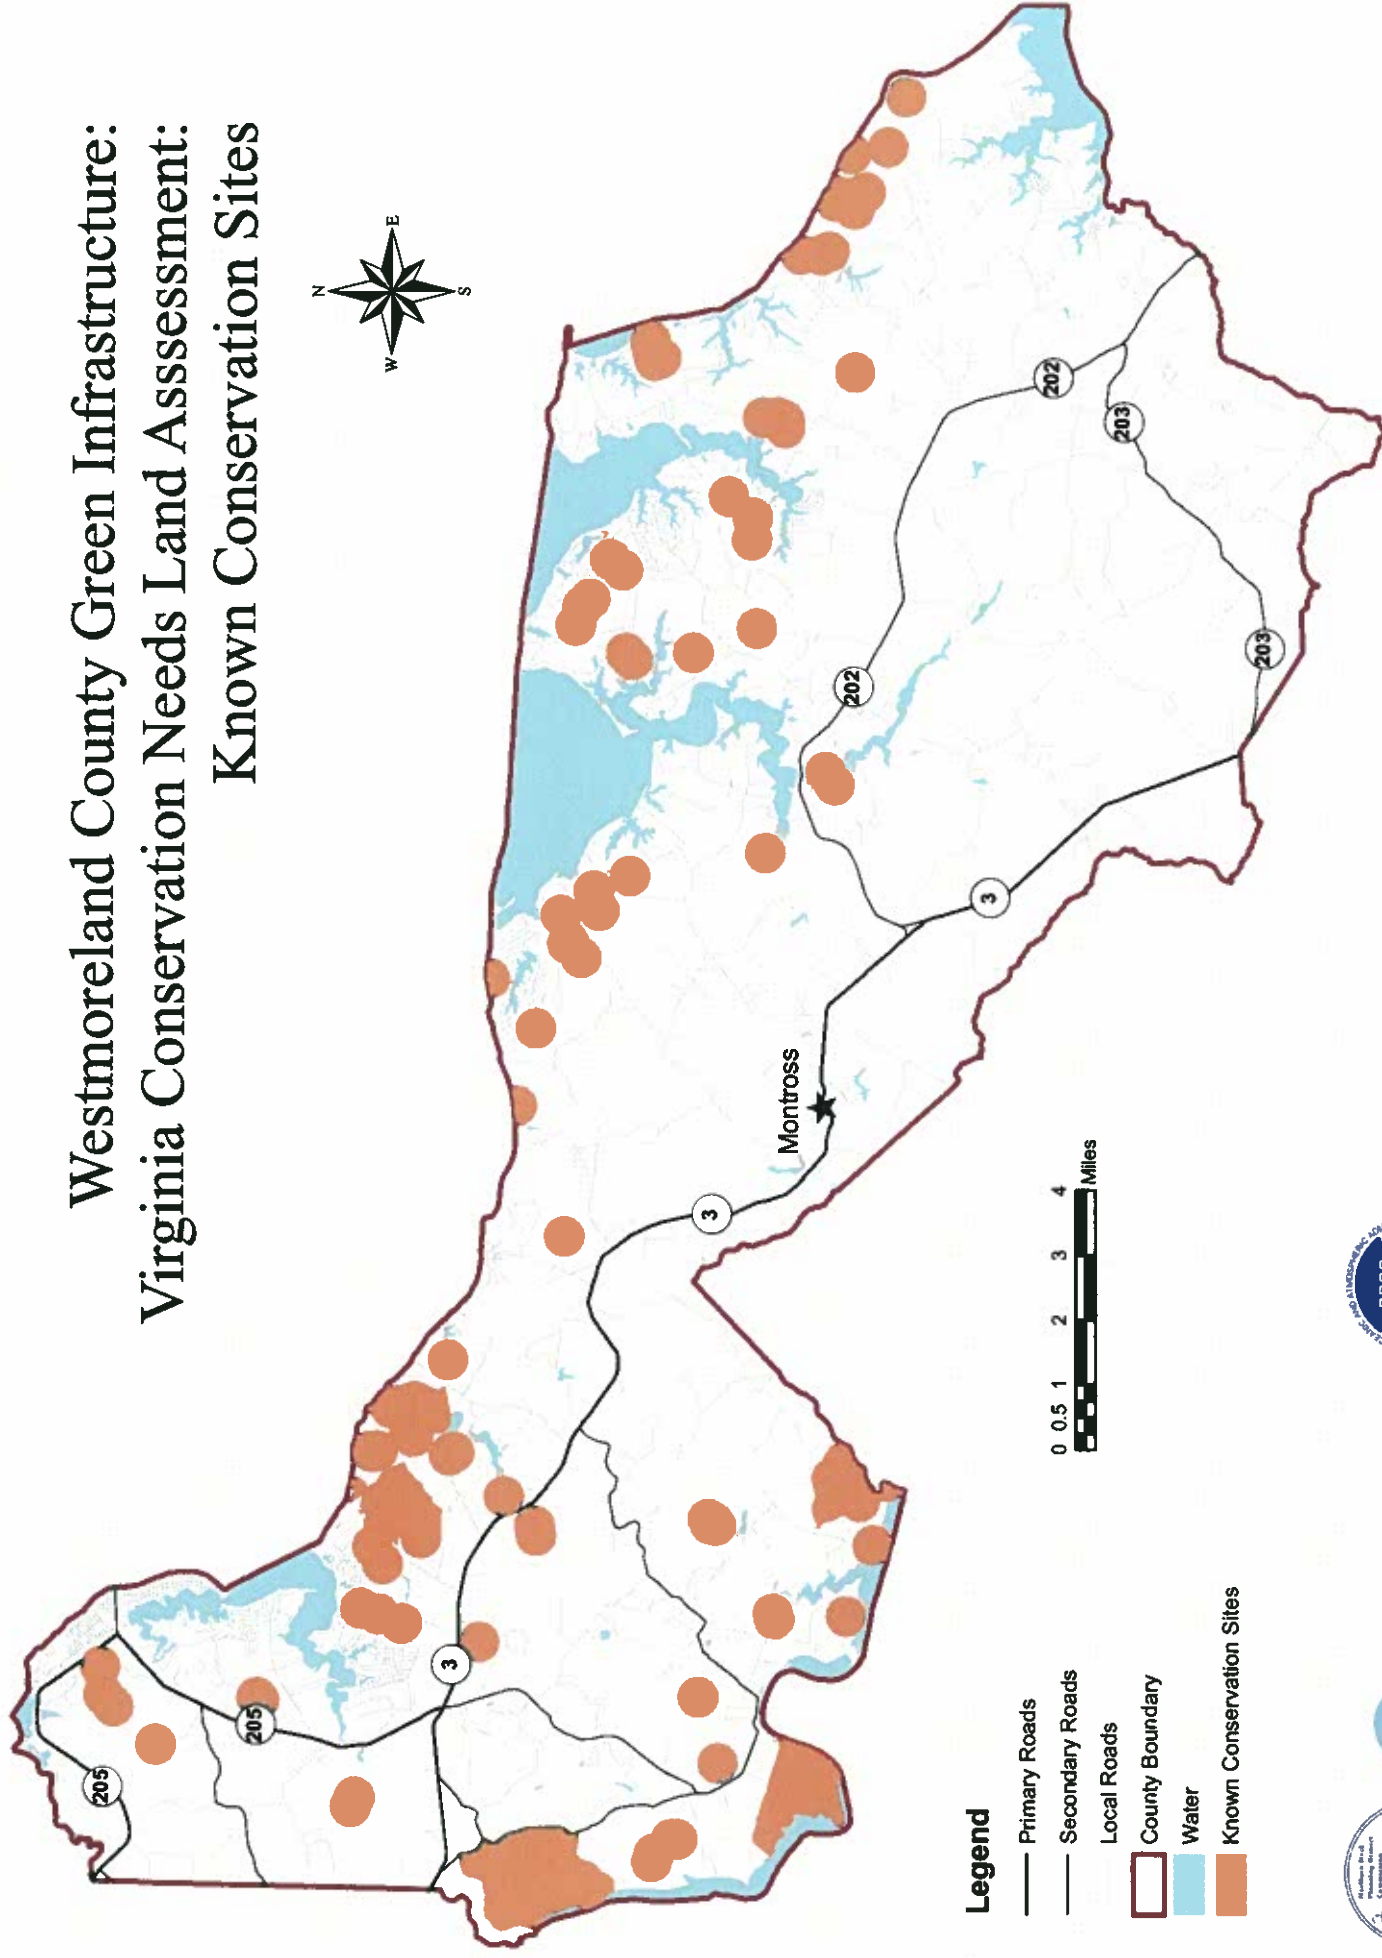 Westmoreland County Green Infrastructure:
Virginia Conservation Needs Land Asssessment:
Known Conservation Sites
N
W
E
S
205
205
3
3
Montross
3
202
202
203
203
0 0.5 1 2 3 4
Miles
Legend
Primary Roads
Secondary Roads
Local Roads
County Boundary
Water
Known Conservation Sites